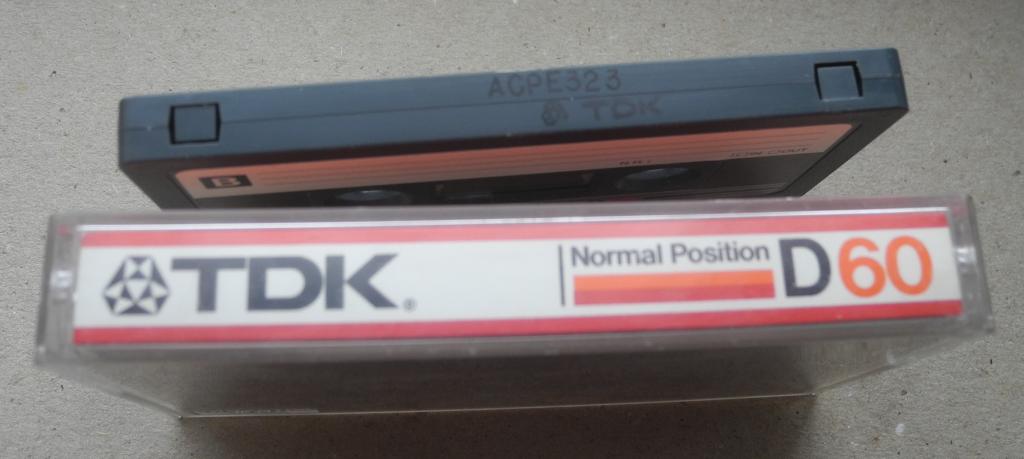 ACPE323
TDK
B
TDK®
Normal Position
D60